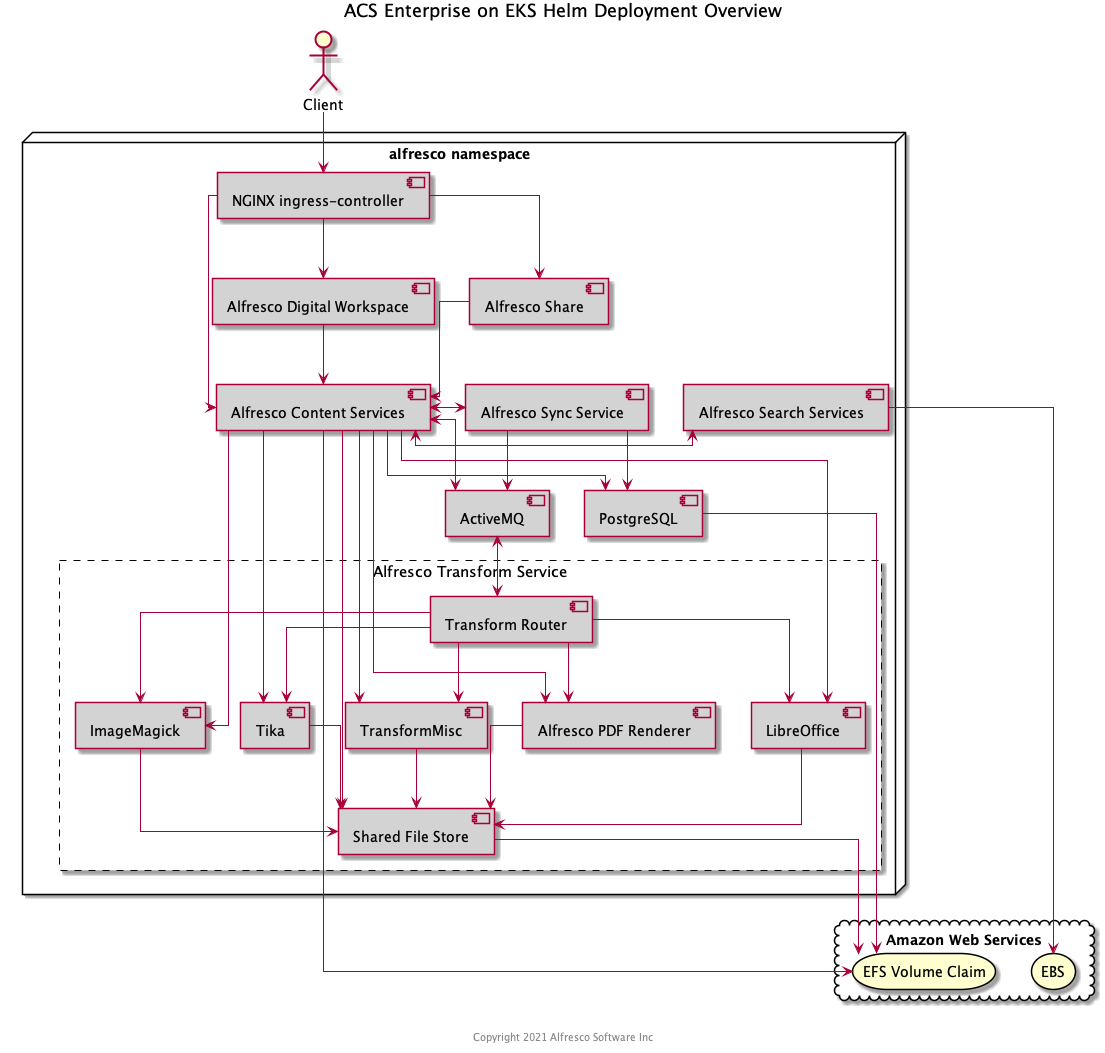 ACS Enterprise on EKS Helm Deployment Overview
Client
alfresco namespace
NGINX ingress-controller
Alfresco Digital Workspace
Alfresco Share
Alfresco Content Services
Alfresco Sync Service
Alfresco Search Services
ActiveMQ
PostgreSQL
Alfresco Transform Service
Transform Router
ImageMagick
Tika
TransformMisc
Alfresco PDF Renderer
LibreOffice
Shared File Store
Amazon Web Services
EFS Volume Claim
EBS
Copyright 2021 Alfresco Software Inc